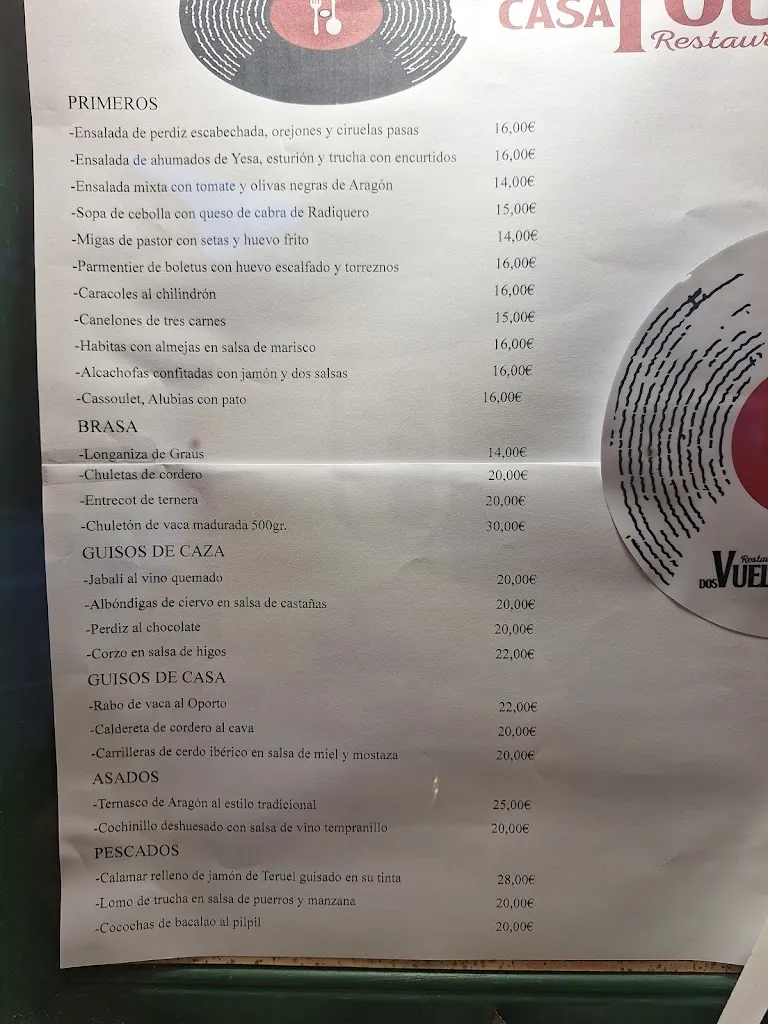 CASA
Restaur
PRIMEROS
-Ensalada de perdiz escabechada, orejones y ciruelas pasas 16,00€
-Ensalada de ahumados de Yesa, esturión y trucha con encurtidos 16,00€
-Ensalada mixta con tomate y olivas negras de Aragón 14,00€
-Sopa de cebolla con queso de cabra de Radiquero 15,00€
-Migas de pastor con setas y huevo frito 14,00€
-Parmentier de boletus con huevo escalfado y torreznos 16,00€
-Caracoles al chilindrón 16,00€
-Canelones de tres carnes 15,00€
-Habitas con almejas en salsa de marisco 16,00€
-Alcachofas confitadas con jamón y dos salsas 16,00€
-Cassoulet, Alubias con pato 16,00€
BRASA
-Longaniza de Graus 14,00€
-Chuletas de cordero 20,00€
-Entrecot de ternera 20,00€
-Chuletón de vaca madurada 500gr. 30,00€
GUISOS DE CAZA
-Jabalí al vino quemado 20,00€
-Albóndigas de ciervo en salsa de castañas 20,00€
-Perdiz al chocolate 20,00€
-Corzo en salsa de higos 22,00€
GUISOS DE CASA
-Rabo de vaca al Oporto 22,00€
-Caldereta de cordero al cava 20,00€
-Carrilleras de cerdo ibérico en salsa de miel y mostaza 20,00€
ASADOS
-Ternasco de Aragón al estilo tradicional 25,00€
-Cochinillo deshuesado con salsa de vino tempranillo 20,00€
PESCADOS
-Calamar relleno de jamón de Teruel guisado en su tinta 28,00€
-Lomo de trucha en salsa de puerros y manzana 20,00€
-Cocochas de bacalao al pilpil 20,00€
Restau
DOS VUEL